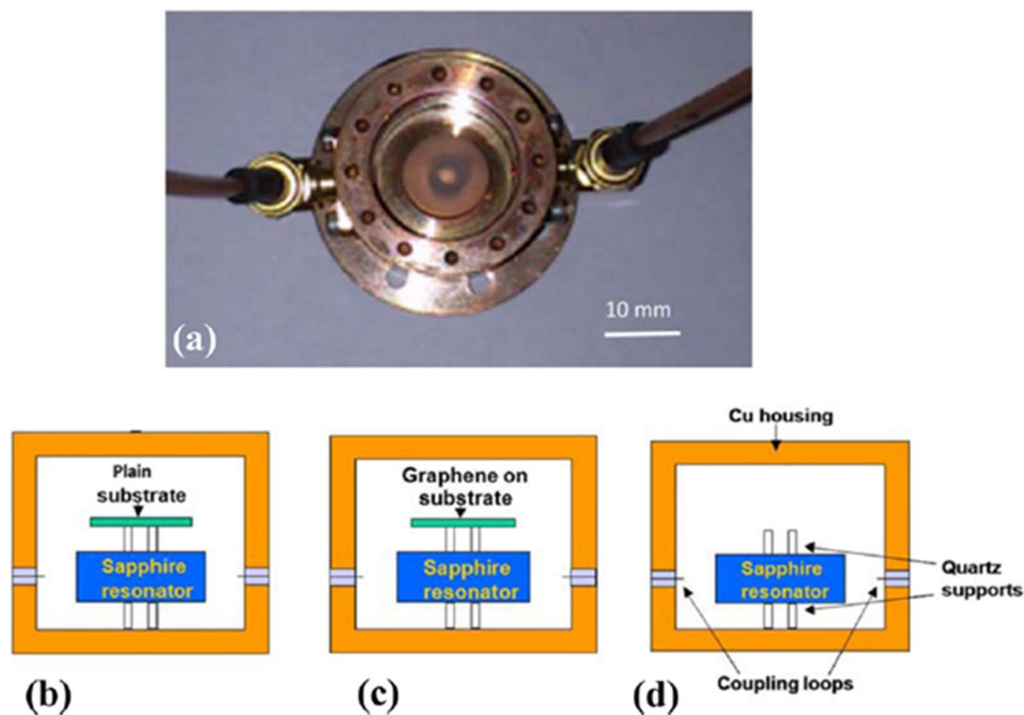 10 mm
(a)
Plain
substrate
Sapphire
resonator
(b)
Graphene on
substrate
Sapphire
resonator
(c)
Cu housing
Sapphire
resonator
Quartz
supports
Coupling loops
(d)